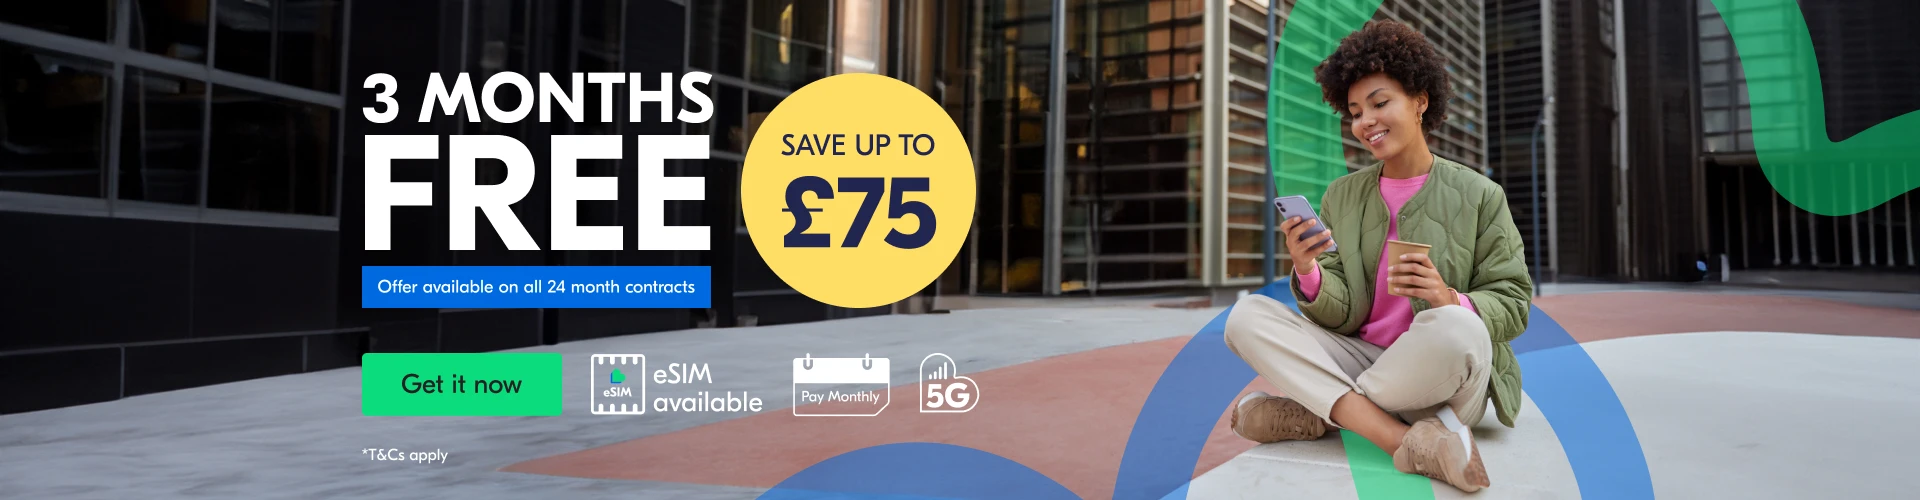 3 MONTHS
FREE
SAVE UP TO
£75
Offer available on all 24 month contracts
Get it now
eSIM
eSIM
available
Pay Monthly
5G
*T&Cs apply